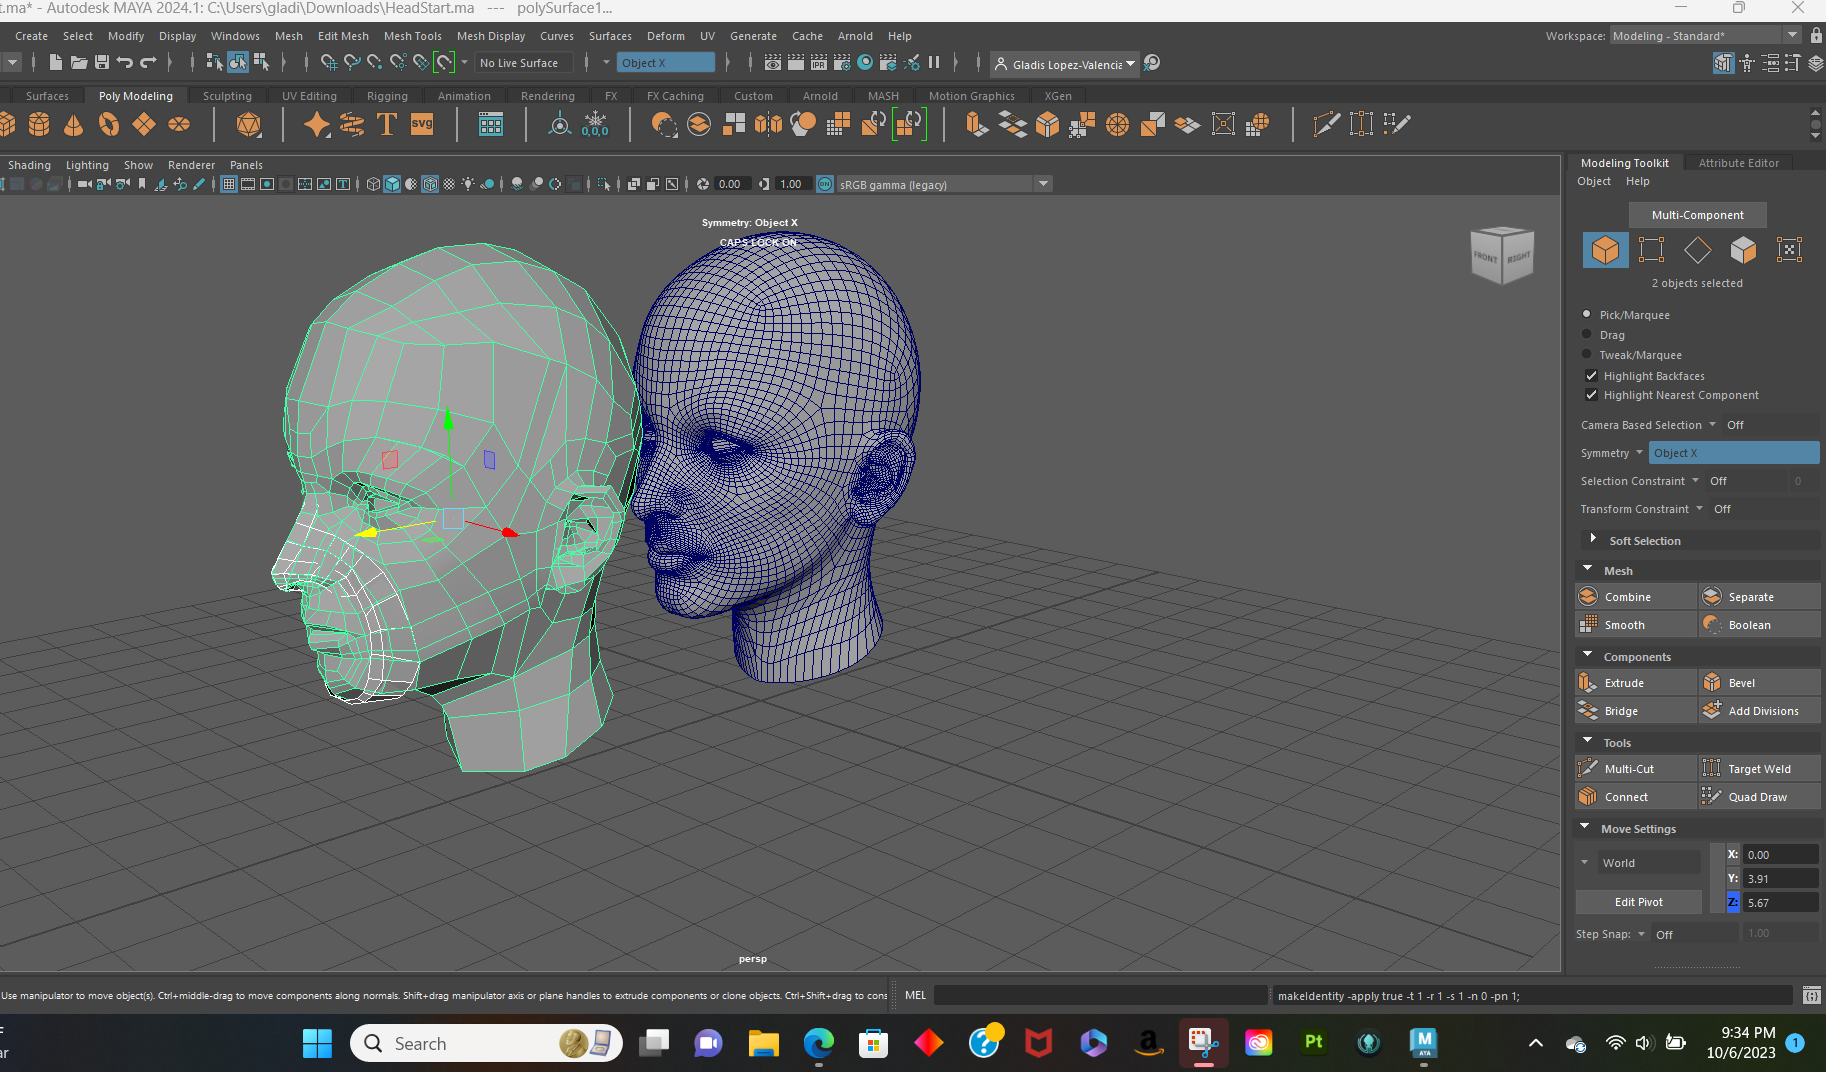 t.ma* - Autodesk MAYA 2024.1: C:\Users\gladi\Downloads\HeadStart.ma --- polySurface1...
Create Select Modify Display Windows Mesh Edit Mesh Mesh Tools Mesh Display Curves Surfaces Deform UV Generate Cache Arnold Help
Workspace: Modeling - Standard*
No Live Surface
Object X
IPR
Gladis Lopez-Valencia
Surfaces Poly Modeling Sculpting UV Editing Rigging Animation Rendering FX FX Caching Custom Arnold MASH Motion Graphics XGen
T
SVG
0,0,0
Shading Lighting Show Renderer Panels
0.00
1.00
ON
sRGB gamma (legacy)
Symmetry: Object X
CAPS LOCK ON
FRONT
RIGHT
persp
Modeling Toolkit
Attribute Editor
Object Help
Multi-Component
2 objects selected
Pick/Marquee
Drag
Tweak/Marquee
Highlight Backfaces
Highlight Nearest Component
Camera Based Selection Off
Symmetry Object X
Selection Constraint Off 0
Transform Constraint Off
Soft Selection
Mesh
Combine Separate
Smooth Boolean
Components
Extrude Bevel
Bridge Add Divisions
Tools
Multi-Cut Target Weld
Connect Quad Draw
Move Settings
World
X: 0.00
Y: 3.91
Z: 5.67
Edit Pivot
Step Snap: Off 1.00
Use manipulator to move object(s). Ctrl+middle-drag to move components along normals. Shift+drag manipulator axis or plane handles to extrude components or clone objects. Ctrl+Shift+drag to cons
MEL
makeIdentity -apply true -t 1 -r 1 -s 1 -n 0 -pn 1;
F
ar
Search
Pt
M
AYA
9:34 PM
10/6/2023
1